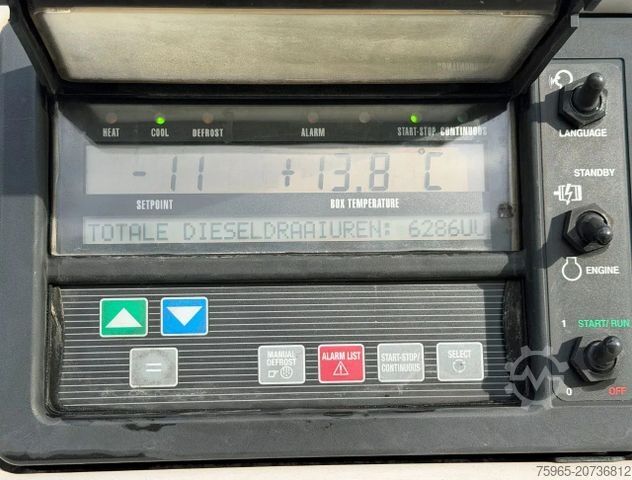 CONTINUOUS
HEAT COOL DEFROST ALARM START-STOP CONTINUOUS
-11 +13.8 °C
SETPOINT BOX TEMPERATURE
TOTALE DIESELDRAAIUREN: 6286UU
LANGUAGE
STANDBY
ENGINE
1 START/RUN
0 OFF
=
MANUAL DEFROST
ALARM LIST
START-STOP/ CONTINUOUS
SELECT
75965-20736812